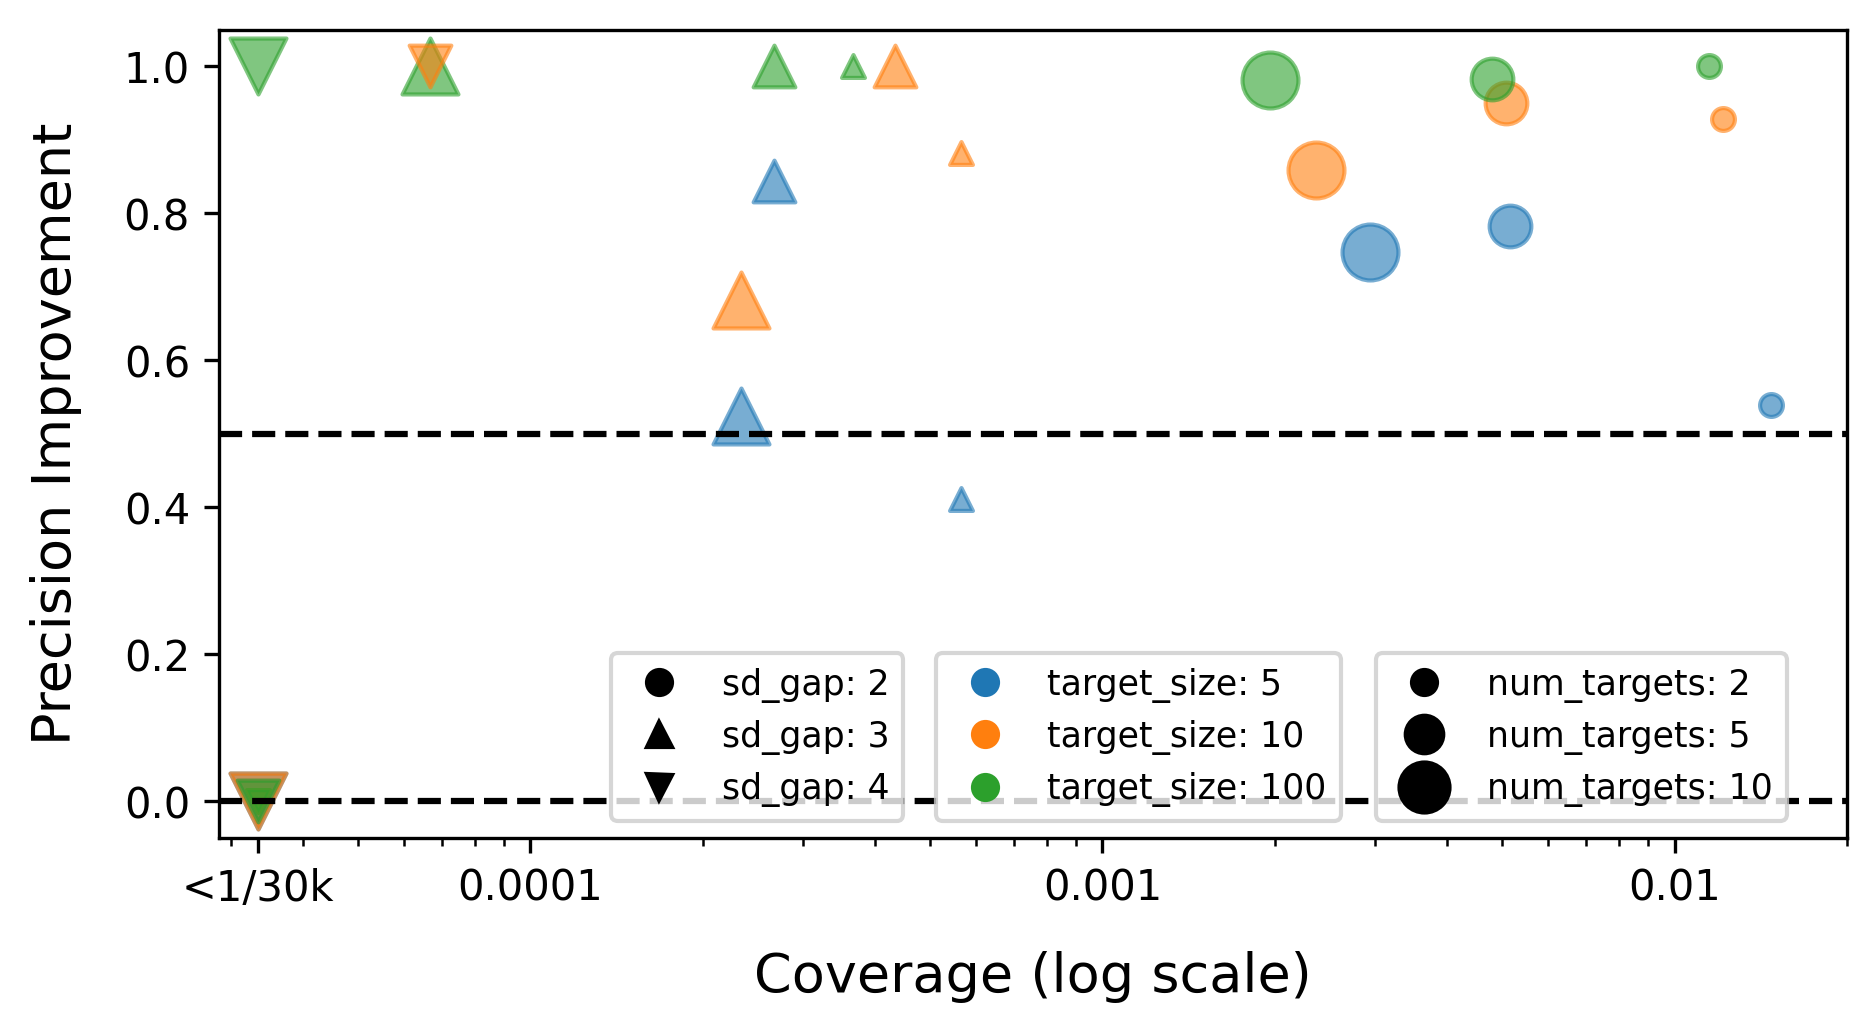 Precision Improvement
1.0
0.8
0.6
0.4
0.2
0.0
sd_gap: 2
sd_gap: 3
sd_gap: 4
target_size: 5
target_size: 10
target_size: 100
num_targets: 2
num_targets: 5
num_targets: 10
<1/30k 0.0001 0.001 0.01
Coverage (log scale)